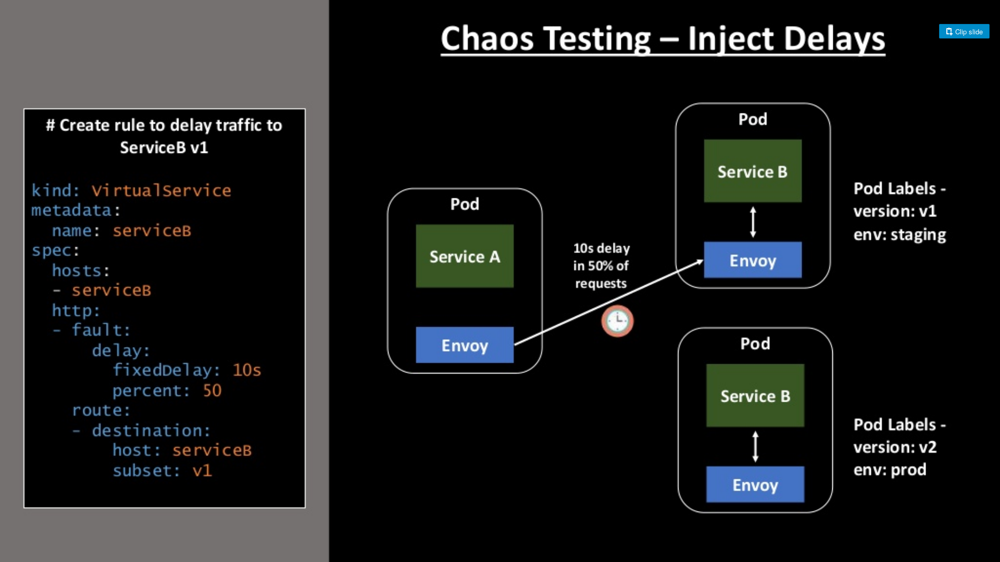 Chaos Testing – Inject Delays
Clip slide
# Create rule to delay traffic to
ServiceB v1
kind: VirtualService
metadata:
  name: serviceB
spec:
  hosts:
  - serviceB
  http:
  - fault:
      delay:
        fixedDelay: 10s
        percent: 50
    route:
    - destination:
        host: serviceB
        subset: v1
Pod
Service A
Envoy
10s delay
in 50% of
requests
Pod
Service B
Envoy
Pod Labels -
version: v1
env: staging
Pod
Service B
Envoy
Pod Labels -
version: v2
env: prod